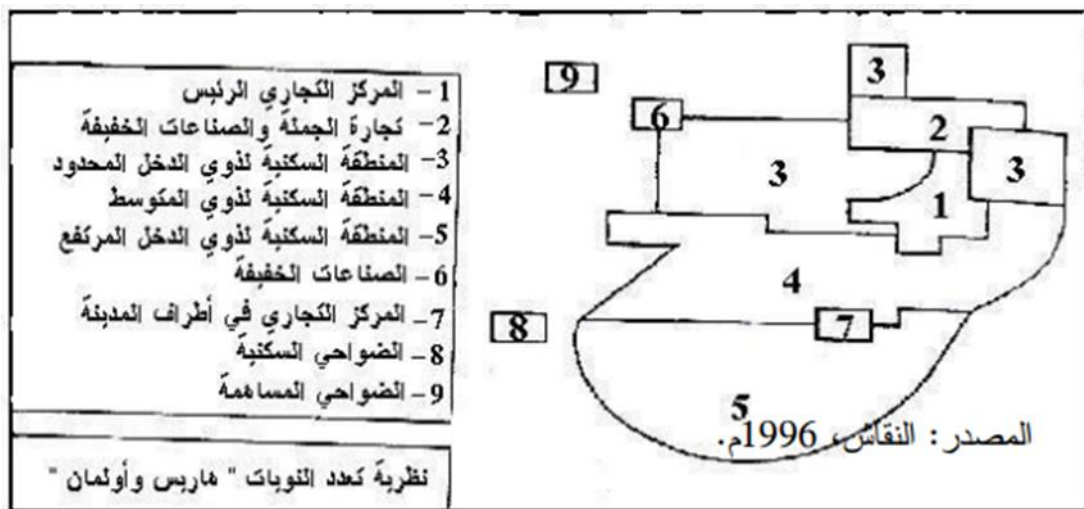 1- المركز التجاري الرئيس
2- تجارة الجملة والصناعات الخفيفة
3- المنطقة السكنية لذوي الدخل المحدود
4- المنطقة السكنية لذوي المتوسط
5- المنطقة السكنية لذوي الدخل المرتفع
6- الصناعات الخفيفة
7- المركز التجاري في أطراف المدينة
8- الضواحي السكنية
9- الضواحي المساهمة
نظرية تعدد النويات " هاريس وأولمان "
9
3
6
2
3
3
1
4
8
7
5
المصدر: النقاش، 1996م.